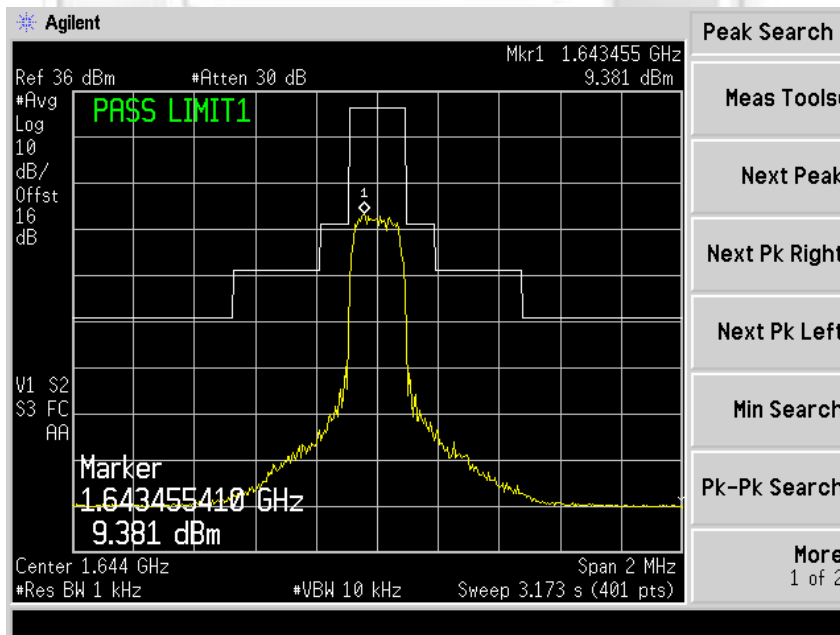 Agilent
Peak Search
Mkr1 1.643455 GHz
Ref 36 dBm #Atten 30 dB 9.381 dBm
#Avg
Log
10
dB/
Offst
16
dB
PASS LIMIT1
1
V1 S2
S3 FC
AA
Marker
1.643455410 GHz
9.381 dBm
Center 1.644 GHz Span 2 MHz
#Res BW 1 kHz #VBW 10 kHz Sweep 3.173 s (401 pts)
Meas Tools
Next Peak
Next Pk Right
Next Pk Left
Min Search
Pk-Pk Search
More
1 of 2